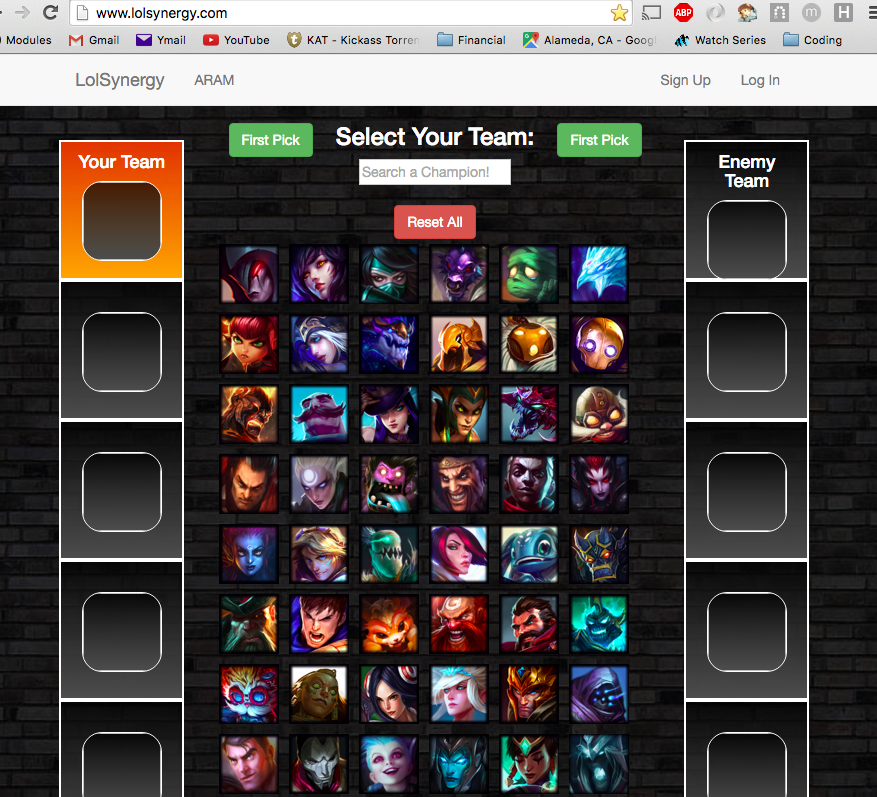 www.lolsynergy.com
ABP
m
H
Modules
Gmail
Ymail
YouTube
KAT - Kickass Torren
Financial
Alameda, CA - Goog
Watch Series
Coding
LolSynergy
ARAM
Sign Up
Log In
First Pick
Select Your Team:
First Pick
Your Team
Search a Champion!
Enemy
Team
Reset All